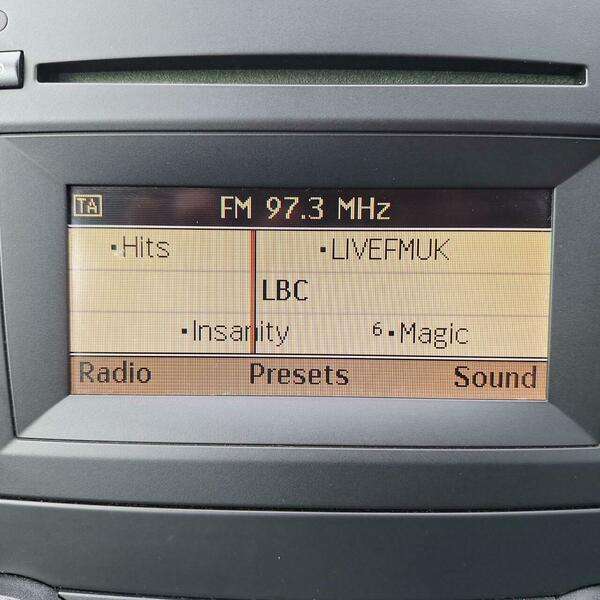 TA FM 97.3 MHz
Hits LIVEFMUK
LBC
Insanity 6 Magic
Radio Presets Sound